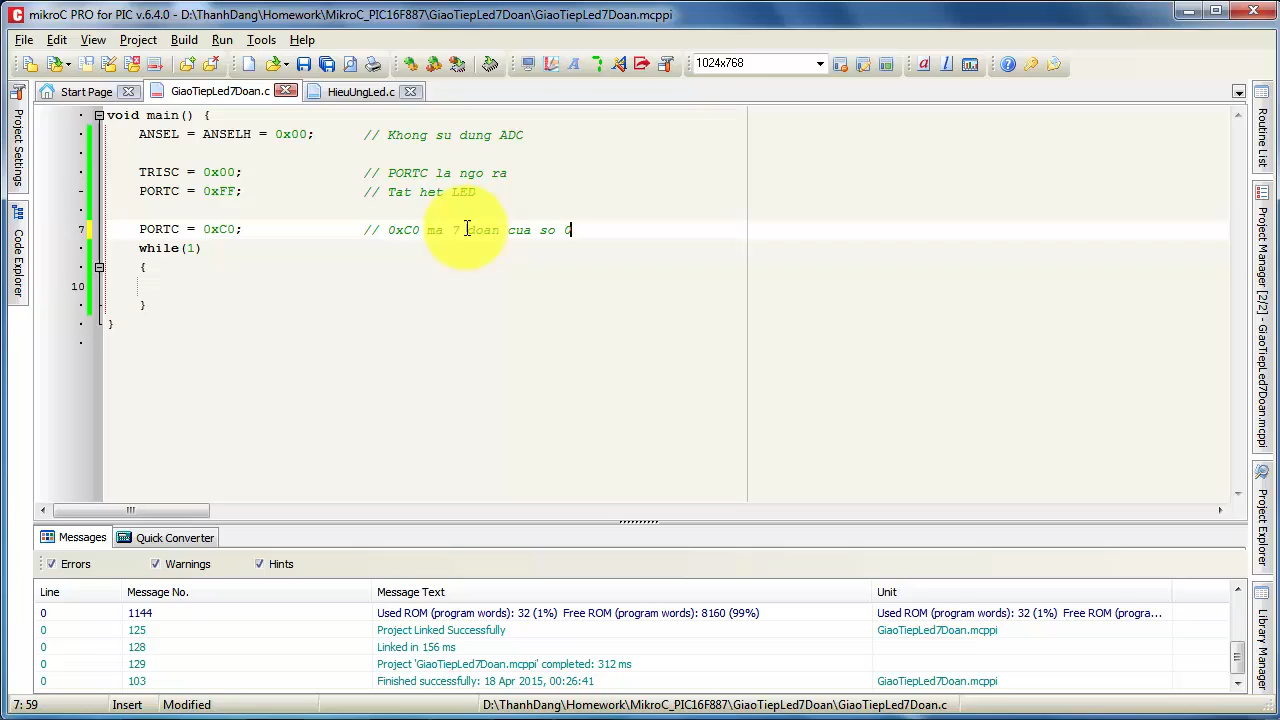 mikroC PRO for PIC v.6.4.0 - D:\ThanhDang\Homework\MikroC_PIC16F887\GiaoTiepLed7Doan\GiaoTiepLed7Doan.mcppi
File Edit View Project Build Run Tools Help
1024x768
Start Page GiaoTiepLed7Doan.c HieuUngLed.c
void main() {
ANSEL = ANSELH = 0x00; // Khong su dung ADC
TRISC = 0x00; // PORTC la ngo ra
PORTC = 0xFF; // Tat het LED
7 PORTC = 0xC0; // 0xC0 ma 7 doan cua so 0
while(1)
{
10
}
}
Project Settings
Code Explorer
Routine List
Project Manager [2/2] - GiaoTiepLed7Doan.mcppi
Project Explorer
Library Manager
Messages Quick Converter
Errors Warnings Hints
Line Message No. Message Text Unit
0 1144 Used ROM (program words): 32 (1%) Free ROM (program words): 8160 (99%) Used ROM (program words): 32 (1%) Free ROM (progra...
0 125 Project Linked Successfully GiaoTiepLed7Doan.mcppi
0 128 Linked in 156 ms
0 129 Project 'GiaoTiepLed7Doan.mcppi' completed: 312 ms
0 103 Finished successfully: 18 Apr 2015, 00:26:41 GiaoTiepLed7Doan.mcppi
7:59 Insert Modified D:\ThanhDang\Homework\MikroC_PIC16F887\GiaoTiepLed7Doan\GiaoTiepLed7Doan.c